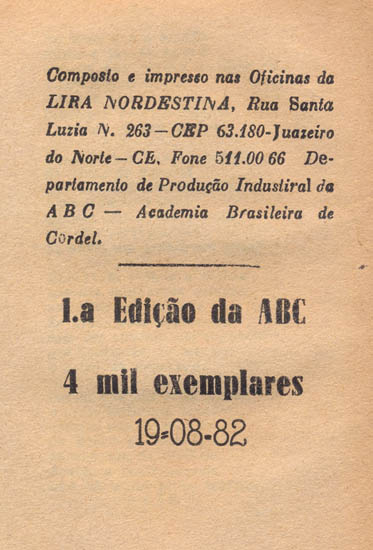 Composto e impresso nas Oficinas da
LIRA NORDESTINA, Rua Santa
Luzia N. 263—CEP 63.180-Juazeiro
do Norte—CE. Fone 511.00 66 De-
partamento de Produção Industiral da
A B C — Academia Brasileira de
Cordel.
1.a Edição da ABC
4 mil exemplares
19-08-82